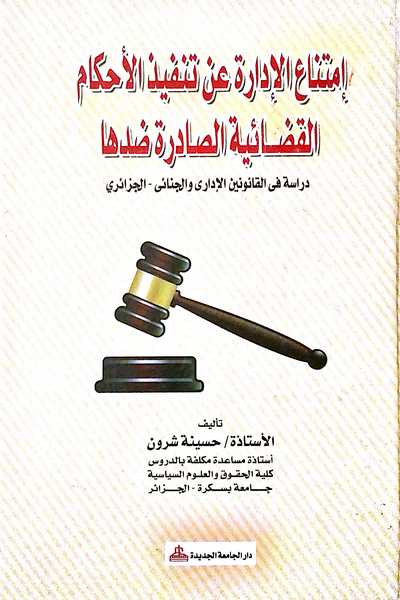 إمتناع الإدارة عن تنفيذ الأحكام
القضائية الصادرة ضدها
دراسة فى القانونين الإدارى والجنائى - الجزائري
تأليف
الأستاذة/ حسينة شرون
أستاذة مساعدة مكلفة بالدروس
كلية الحقوق والعلوم السياسية
جامعة بسكرة - الجزائر
دار الجامعة الجديدة